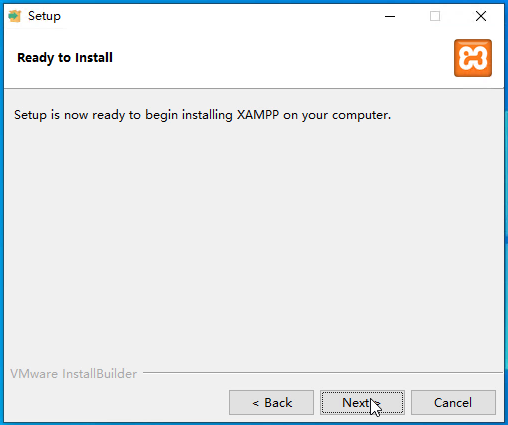 Setup
Ready to Install
Setup is now ready to begin installing XAMPP on your computer.
VMware InstallBuilder
< Back
Next >
Cancel